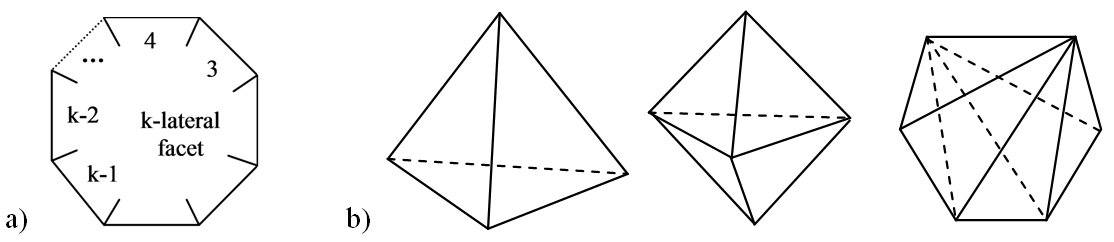 4
...
3
k-2
k-lateral
facet
k-1
a)
b)